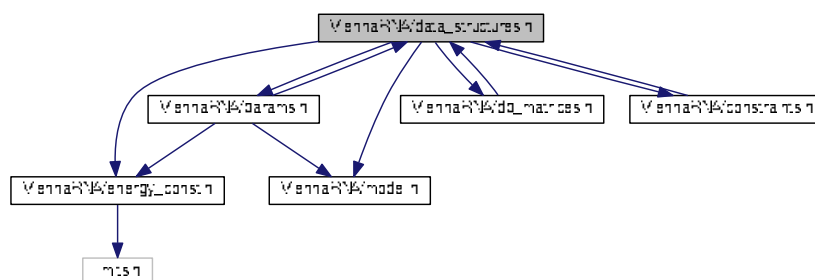 ViennaRNA/data_structures.h
ViennaRNA/params.h
ViennaRNA/dp_matrices.h
ViennaRNA/constraints.h
ViennaRNA/energy_const.h
ViennaRNA/model.h
limits.h